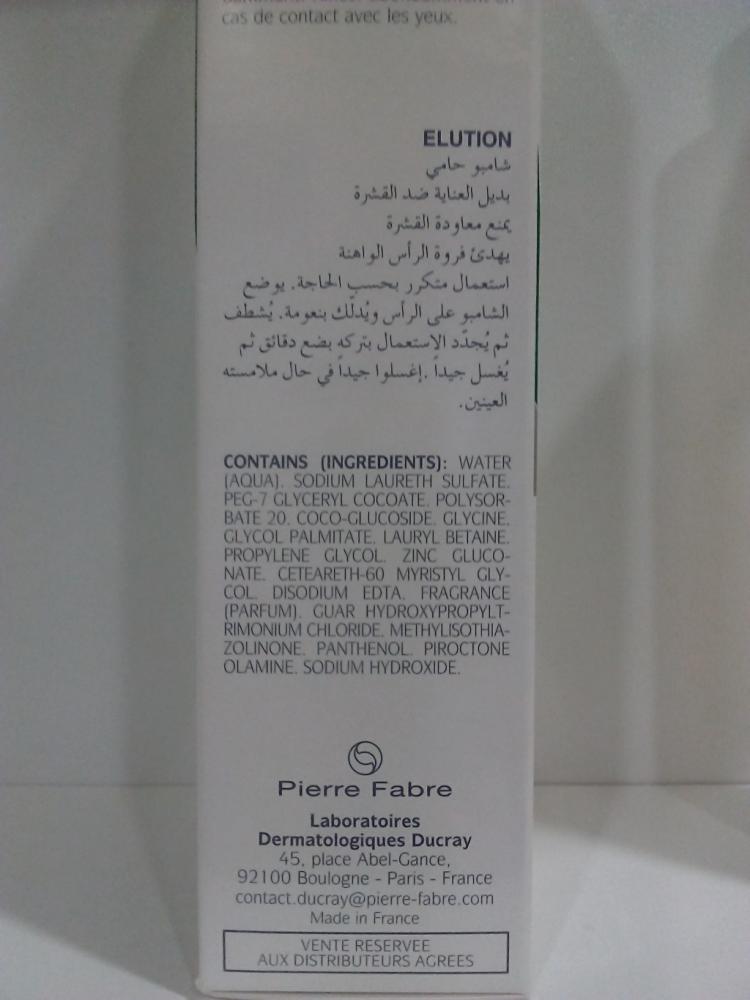 cas de contact avec les yeux.
ELUTION
شامبو حامي
بديل العناية ضد القشرة
يمنع معاودة القشرة
يهدئ فروة الرأس الواهنة
استعمال متكرر بحسب الحاجة. يوضع
الشامبو على الرأس ويُدلّك بنعومة. يُشطف
ثم يُجدّد الإستعمال بتركه بضع دقائق ثم
يُغسل جيداً .إغسلوا جيداً في حال ملامسته
العينين.
CONTAINS (INGREDIENTS): WATER
(AQUA). SODIUM LAURETH SULFATE.
PEG-7 GLYCERYL COCOATE. POLYSOR-
BATE 20. COCO-GLUCOSIDE. GLYCINE.
GLYCOL PALMITATE. LAURYL BETAINE.
PROPYLENE GLYCOL. ZINC GLUCO-
NATE. CETEARETH-60 MYRISTYL GLY-
COL. DISODIUM EDTA. FRAGRANCE
(PARFUM). GUAR HYDROXYPROPYLT-
RIMONIUM CHLORIDE. METHYLISOTHIA-
ZOLINONE. PANTHENOL. PIROCTONE
OLAMINE. SODIUM HYDROXIDE.
Pierre Fabre
Laboratoires
Dermatologiques Ducray
45, place Abel-Gance,
92100 Boulogne - Paris - France
contact.ducray@pierre-fabre.com
Made in France
VENTE RESERVEE
AUX DISTRIBUTEURS AGREES